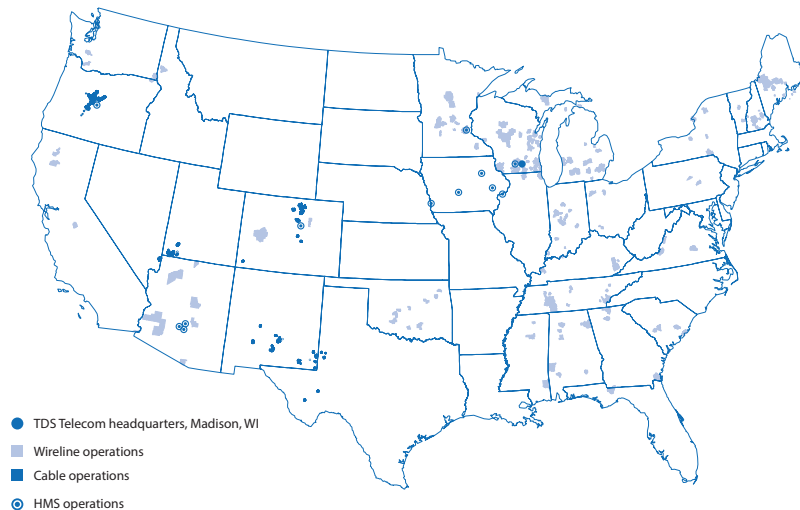 TDS Telecom headquarters, Madison, WI
Wireline operations
Cable operations
HMS operations